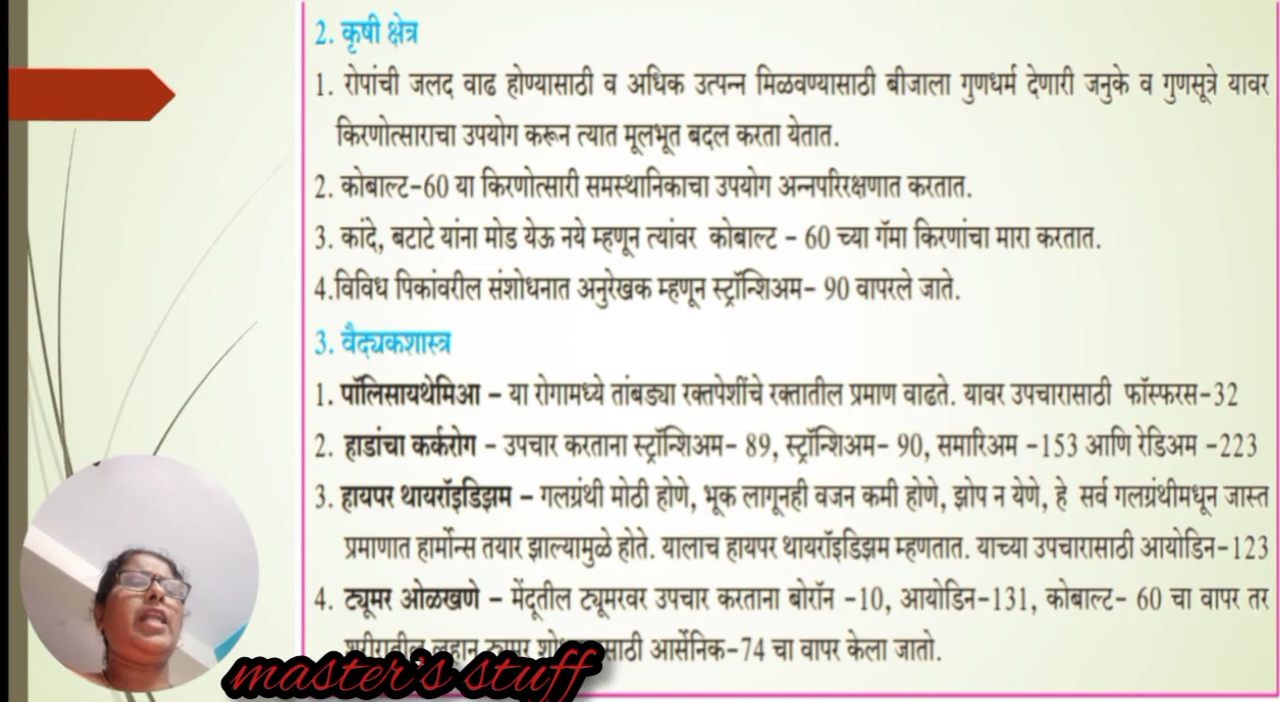 2. कृषी क्षेत्र
1. रोपांची जलद वाढ होण्यासाठी व अधिक उत्पन्न मिळवण्यासाठी बीजाला गुणधर्म देणारी जनुके व गुणसूत्रे यावर
किरणोत्साराचा उपयोग करून त्यात मूलभूत बदल करता येतात.
2. कोबाल्ट-60 या किरणोत्सारी समस्थानिकाचा उपयोग अन्नपरिरक्षणात करतात.
3. कांदे, बटाटे यांना मोड येऊ नये म्हणून त्यांवर कोबाल्ट - 60 च्या गॅमा किरणांचा मारा करतात.
4.विविध पिकांवरील संशोधनात अनुरेखक म्हणून स्ट्रॉन्शिअम- 90 वापरले जाते.
3. वैद्यकशास्त्र
1. पॉलिसायथेमिआ – या रोगामध्ये तांबड्या रक्तपेशींचे रक्तातील प्रमाण वाढते. यावर उपचारासाठी फॉस्फरस-32
2. हाडांचा कर्करोग - उपचार करताना स्ट्रॉन्शिअम- 89, स्ट्रॉन्शिअम- 90, समारिअम -153 आणि रेडिअम -223
3. हायपर थायरॉइडिझम – गलग्रंथी मोठी होणे, भूक लागूनही वजन कमी होणे, झोप न येणे, हे सर्व गलग्रंथीमधून जास्त
प्रमाणात हार्मोन्स तयार झाल्यामुळे होते. यालाच हायपर थायरॉइडिझम म्हणतात. याच्या उपचारासाठी आयोडिन-123
4. ट्यूमर ओळखणे – मेंदूतील ट्यूमरवर उपचार करताना बोरॉन -10, आयोडिन-131, कोबाल्ट- 60 चा वापर तर
लहान आर्सेनिक-74 चा वापर केला जातो.
master's stuff